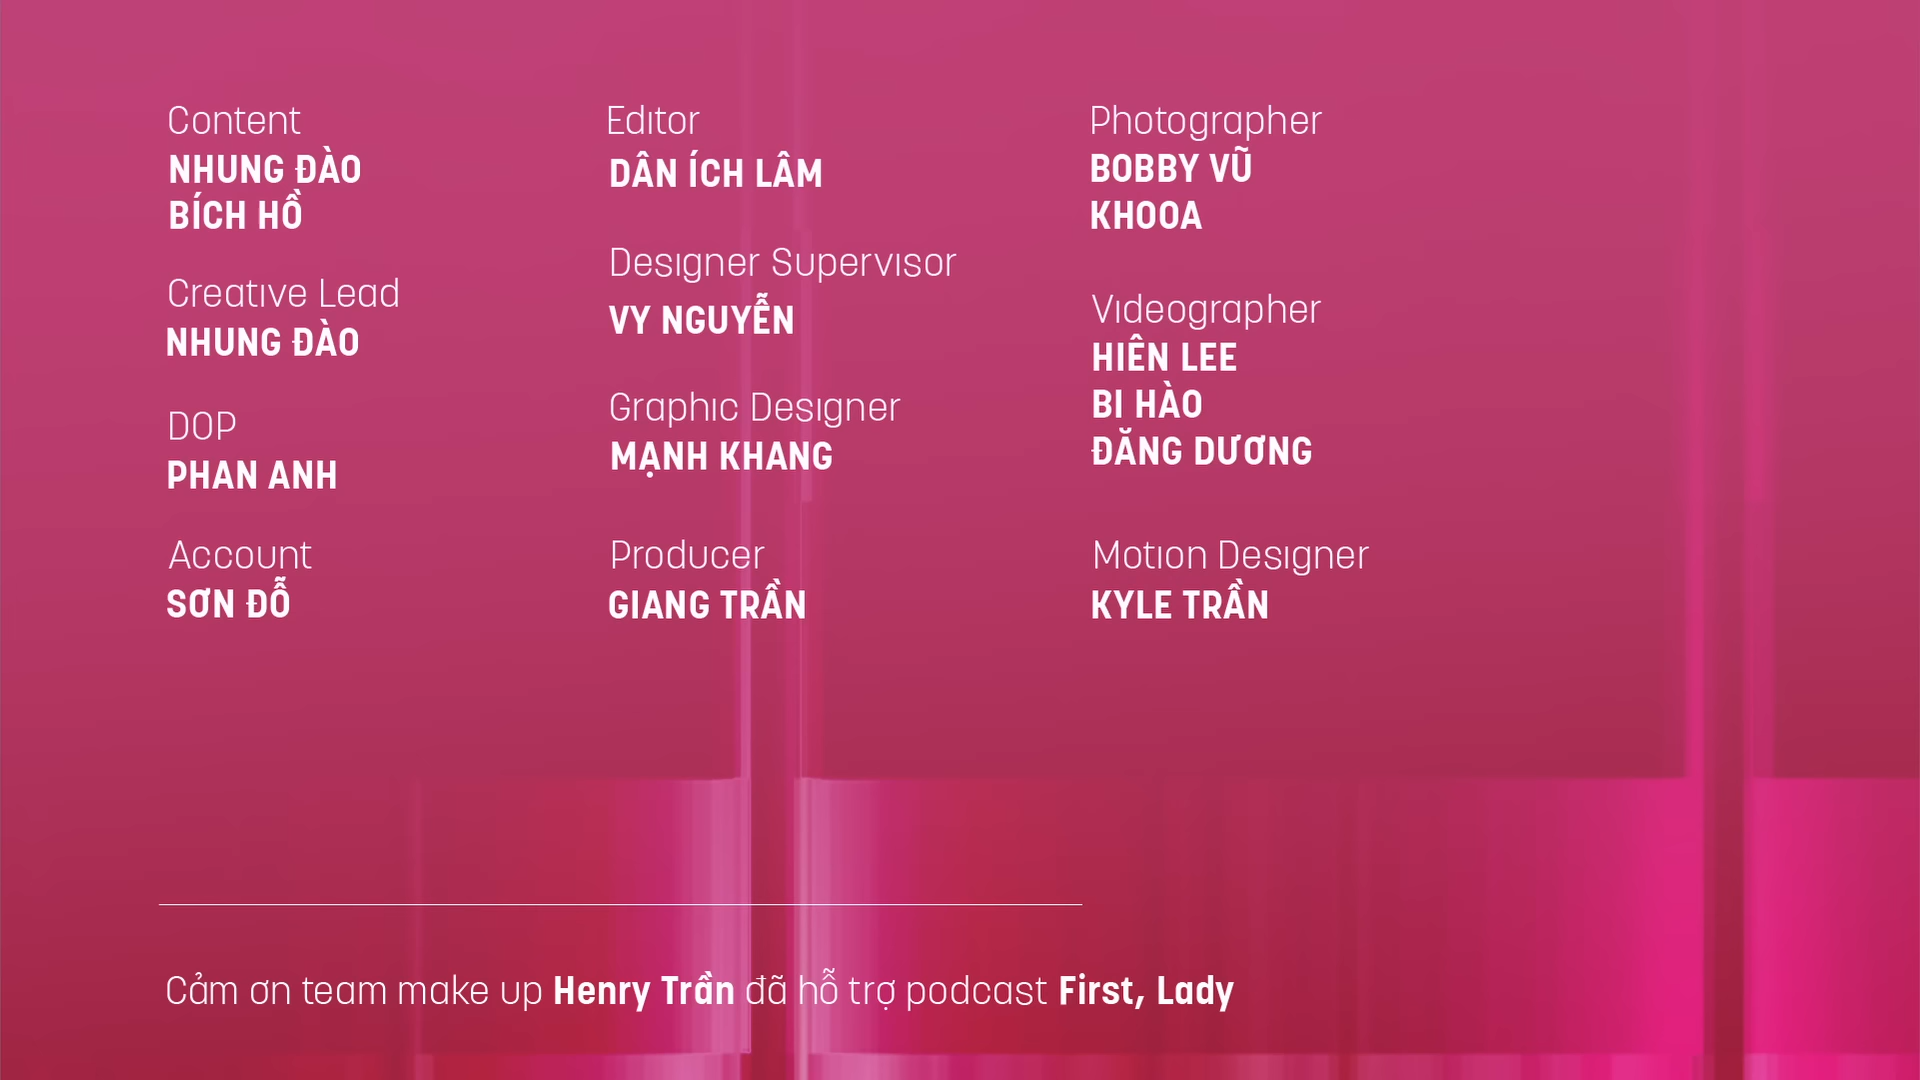 Content
NHUNG ĐÀO
BÍCH HỒ
Creative Lead
NHUNG ĐÀO
DOP
PHAN ANH
Account
SƠN ĐỖ
Editor
DÂN ÍCH LÂM
Designer Supervisor
VY NGUYỄN
Graphic Designer
MẠNH KHANG
Producer
GIANG TRẦN
Photographer
BOBBY VŨ
KHOOA
Videographer
HIÊN LEE
BI HÀO
ĐĂNG DƯƠNG
Motion Designer
KYLE TRẦN
Cảm ơn team make up Henry Trần đã hỗ trợ podcast First, Lady